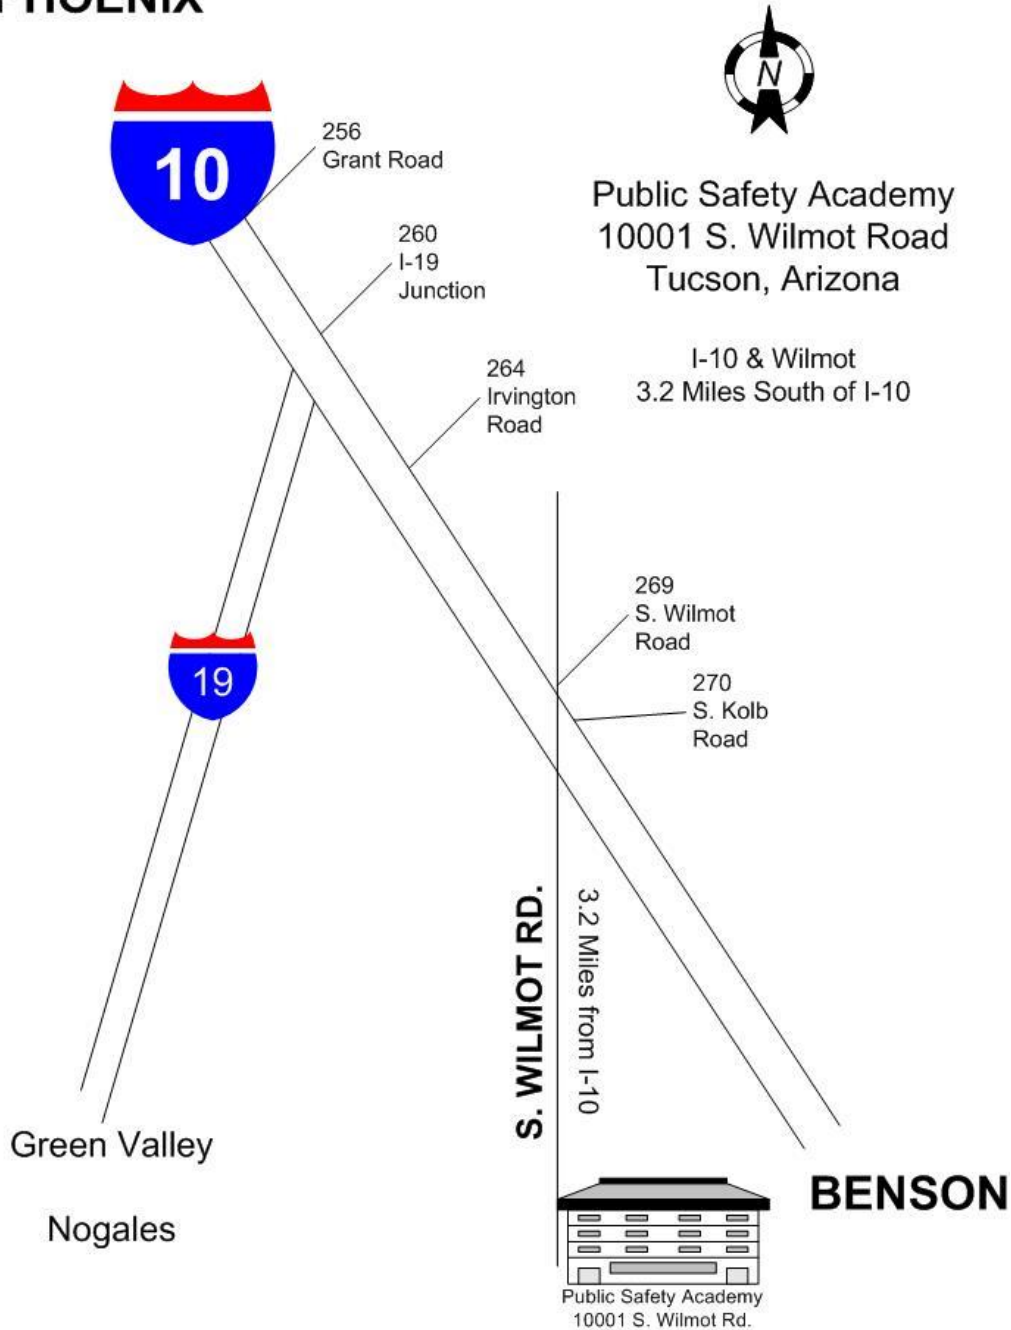 PHOENIX
N
10
256
Grant Road
Public Safety Academy
10001 S. Wilmot Road
Tucson, Arizona
260
I-19
Junction
I-10 & Wilmot
3.2 Miles South of I-10
264
Irvington
Road
269
S. Wilmot
Road
19
270
S. Kolb
Road
S. WILMOT RD.
3.2 Miles from I-10
Green Valley
BENSON
Nogales
Public Safety Academy
10001 S. Wilmot Rd.